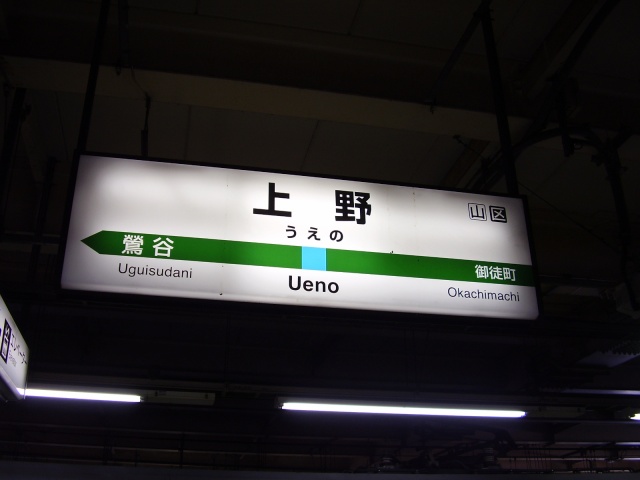 上野
山区
うえの
鶯谷
御徒町
Uguisudani
Ueno
Okachimachi